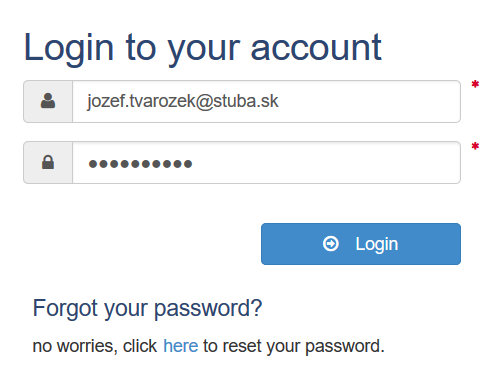 Login to your account
jozef.tvarozek@stuba.sk *
●●●●●●●●●● *
Login
Forgot your password?
no worries, click here to reset your password.